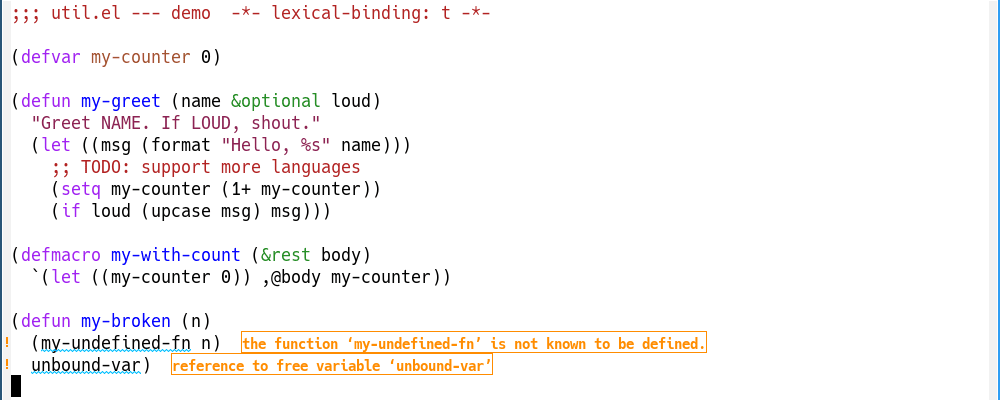 ;;; util.el --- demo  -*- lexical-binding: t -*-

(defvar my-counter 0)

(defun my-greet (name &optional loud)
  "Greet NAME. If LOUD, shout."
  (let ((msg (format "Hello, %s" name)))
    ;; TODO: support more languages
    (setq my-counter (1+ my-counter))
    (if loud (upcase msg) msg)))

(defmacro my-with-count (&rest body)
  `(let ((my-counter 0)) ,@body my-counter))

(defun my-broken (n)
! (my-undefined-fn n)  the function ‘my-undefined-fn’ is not known to be defined.
! unbound-var)  reference to free variable ‘unbound-var’